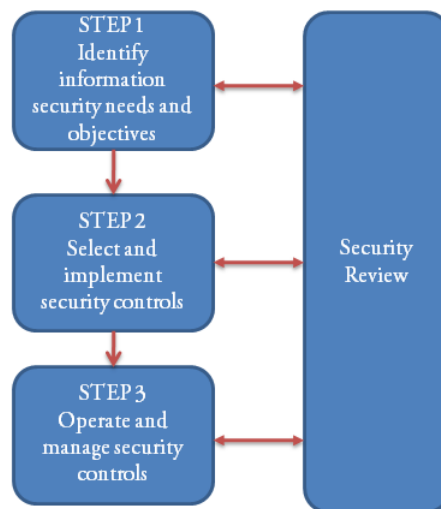 STEP 1
Identify
information
security needs and
objectives
STEP 2
Select and
implement
security controls
Security
Review
STEP 3
Operate and
manage security
controls